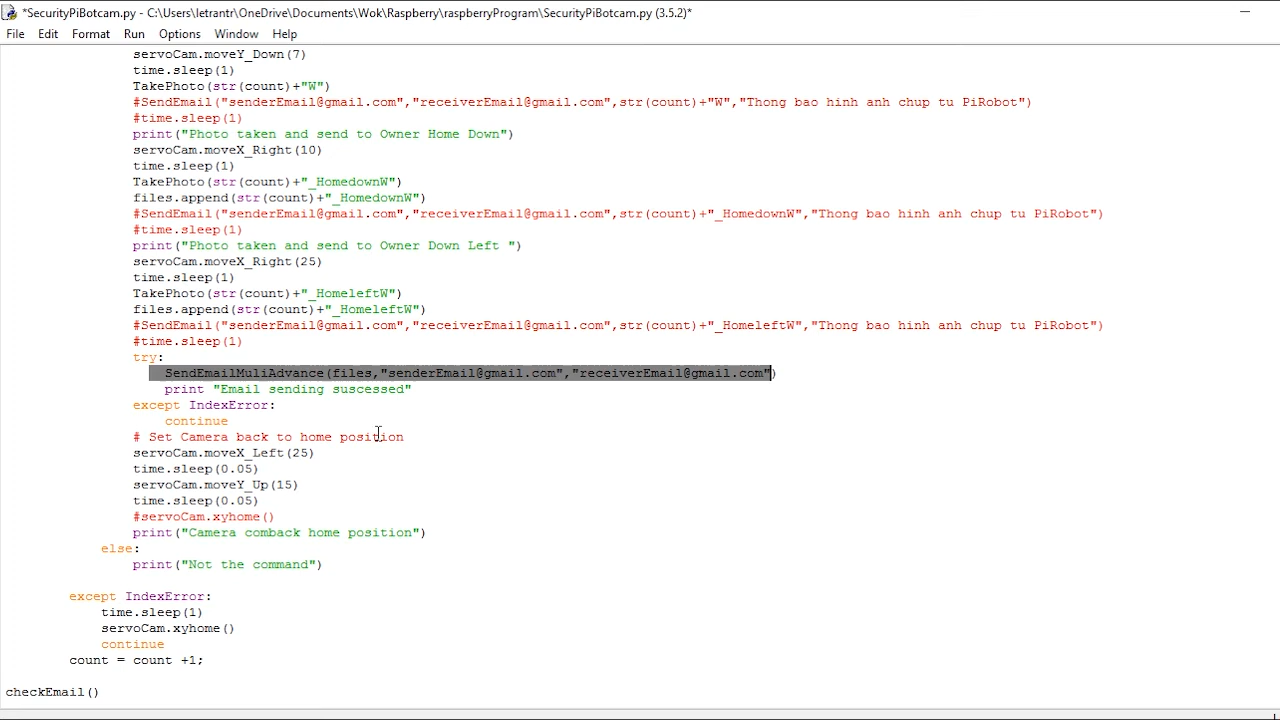 *SecurityPiBotcam.py - C:\Users\letrantr\OneDrive\Documents\Wok\Raspberry\raspberryProgram\SecurityPiBotcam.py (3.5.2)*
File Edit Format Run Options Window Help
servoCam.moveY_Down(7)
time.sleep(1)
TakePhoto(str(count)+"W")
#SendEmail("senderEmail@gmail.com","receiverEmail@gmail.com",str(count)+"W","Thong bao hinh anh chup tu PiRobot")
#time.sleep(1)
print("Photo taken and send to Owner Home Down")
servoCam.moveX_Right(10)
time.sleep(1)
TakePhoto(str(count)+"_HomedownW")
files.append(str(count)+"_HomedownW")
#SendEmail("senderEmail@gmail.com","receiverEmail@gmail.com",str(count)+"_HomedownW","Thong bao hinh anh chup tu PiRobot")
#time.sleep(1)
print("Photo taken and send to Owner Down Left ")
servoCam.moveX_Right(25)
time.sleep(1)
TakePhoto(str(count)+"_HomeleftW")
files.append(str(count)+"_HomeleftW")
#SendEmail("senderEmail@gmail.com","receiverEmail@gmail.com",str(count)+"_HomeleftW","Thong bao hinh anh chup tu PiRobot")
#time.sleep(1)
try:
SendEmailMuliAdvance(files,"senderEmail@gmail.com","receiverEmail@gmail.com")
print "Email sending suscessed"
except IndexError:
continue
# Set Camera back to home position
servoCam.moveX_Left(25)
time.sleep(0.05)
servoCam.moveY_Up(15)
time.sleep(0.05)
#servoCam.xyhome()
print("Camera comback home position")
else:
print("Not the command")
except IndexError:
time.sleep(1)
servoCam.xyhome()
continue
count = count +1;
checkEmail()